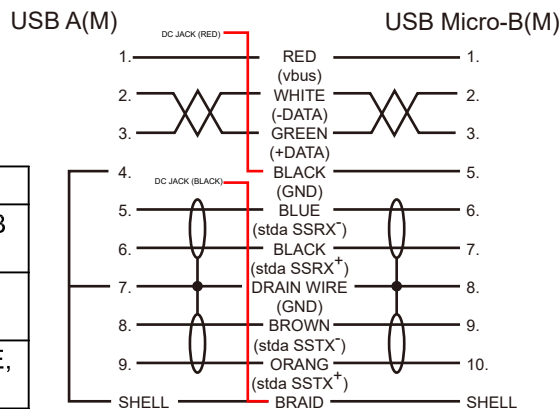 USB A(M)
DC JACK (RED)
USB Micro-B(M)
1.
RED
1.
(vbus)
2.
WHITE
2.
(-DATA)
3.
GREEN
3.
(+DATA)
4.
BLACK
5.
DC JACK (BLACK)
(GND)
5.
BLUE
6.
(stda SSRX-)
6.
BLACK
7.
(stda SSRX+)
7.
DRAIN WIRE
8.
(GND)
8.
BROWN
9.
(stda SSTX-)
9.
ORANG
10.
(stda SSTX+)
SHELL
BRAID
SHELL